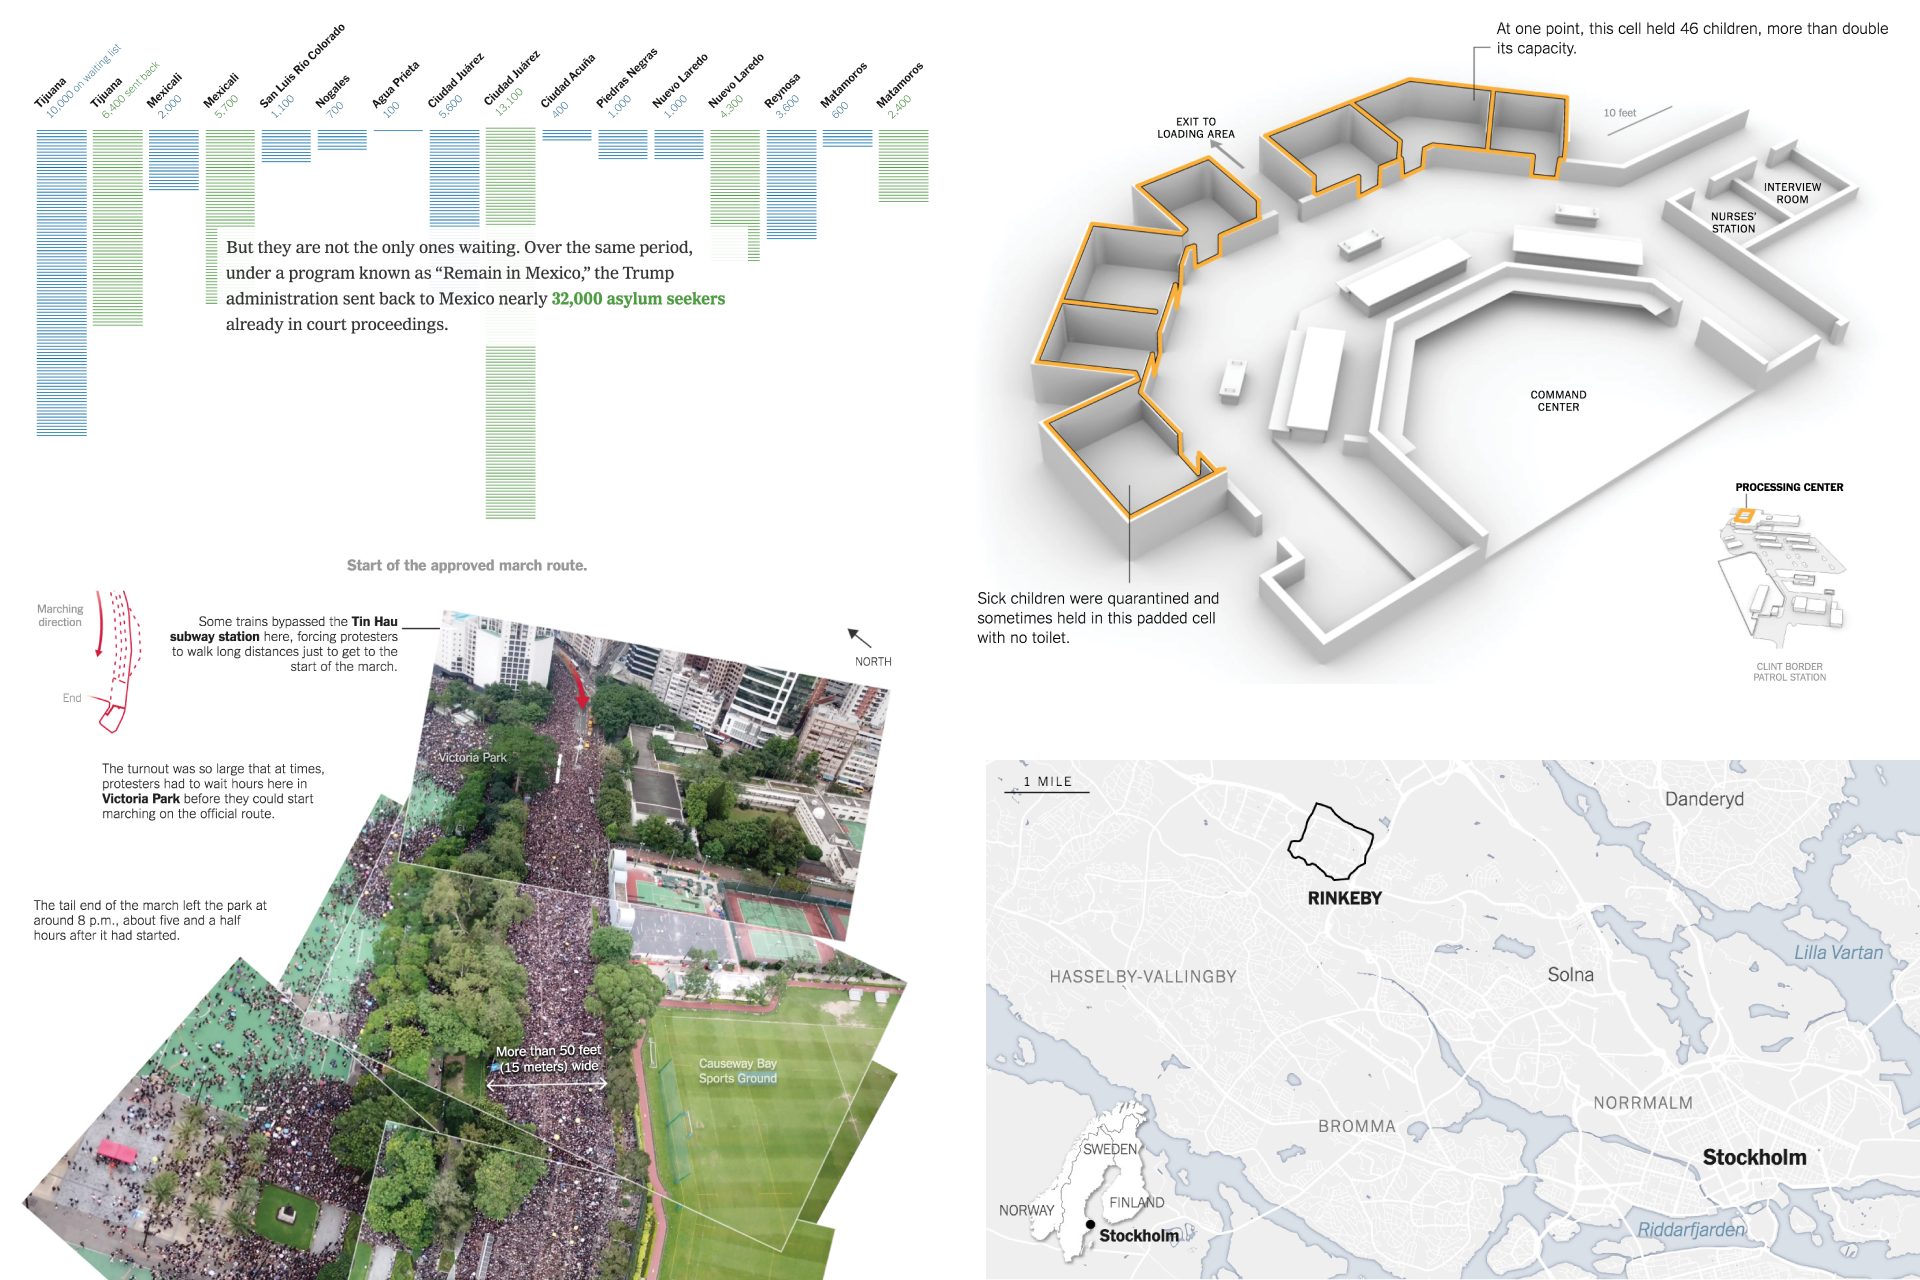 Tijuana
10,000 on waiting list
Tijuana
6,400 sent back
Mexicali
2,000
Mexicali
5,700
San Luis Río Colorado
1,100
Nogales
700
Agua Prieta
100
Ciudad Juárez
5,600
Ciudad Juárez
13,100
Ciudad Acuña
400
Piedras Negras
1,000
Nuevo Laredo
1,000
Nuevo Laredo
4,300
Reynosa
3,600
Matamoros
600
Matamoros
2,400
But they are not the only ones waiting. Over the same period,
under a program known as “Remain in Mexico,” the Trump
administration sent back to Mexico nearly 32,000 asylum seekers
already in court proceedings.
At one point, this cell held 46 children, more than double
its capacity.
10 feet
EXIT TO
LOADING AREA
INTERVIEW
ROOM
NURSES’
STATION
COMMAND
CENTER
PROCESSING CENTER
CLINT BORDER
PATROL STATION
Sick children were quarantined and
sometimes held in this padded cell
with no toilet.
Start of the approved march route.
Marching
direction
End
Some trains bypassed the Tin Hau
subway station here, forcing protesters
to walk long distances just to get to the
start of the march.
NORTH
Victoria Park
The turnout was so large that at times,
protesters had to wait hours here in
Victoria Park before they could start
marching on the official route.
The tail end of the march left the park at
around 8 p.m., about five and a half
hours after it had started.
More than 50 feet
(15 meters) wide
Causeway Bay
Sports Ground
1 MILE
Danderyd
RINKEBY
Lilla Vartan
HASSELBY-VALLINGBY
Solna
NORRMALM
BROMMA
Stockholm
Riddarfjarden
SWEDEN
FINLAND
NORWAY
Stockholm